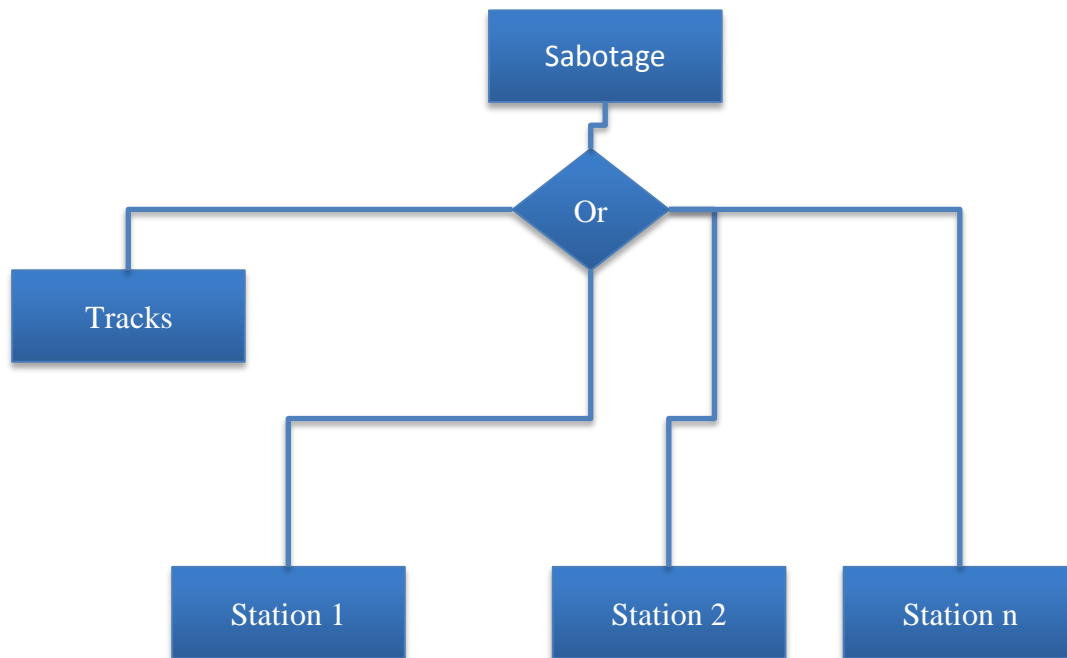 Sabotage
Or
Tracks
Station 1
Station 2
Station n